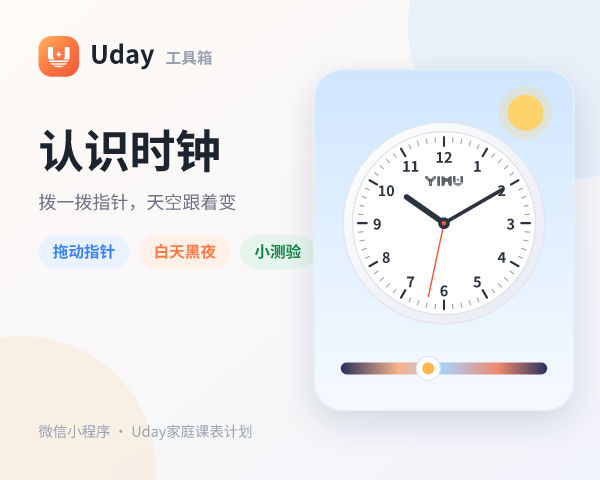 Uday 工具箱
认识时钟
拨一拨指针，天空跟着变
拖动指针 白天黑夜 小测验
微信小程序 · Uday家庭课表计划
12
11 1
YIMU
10 2
9 3
8 4
7 5
6